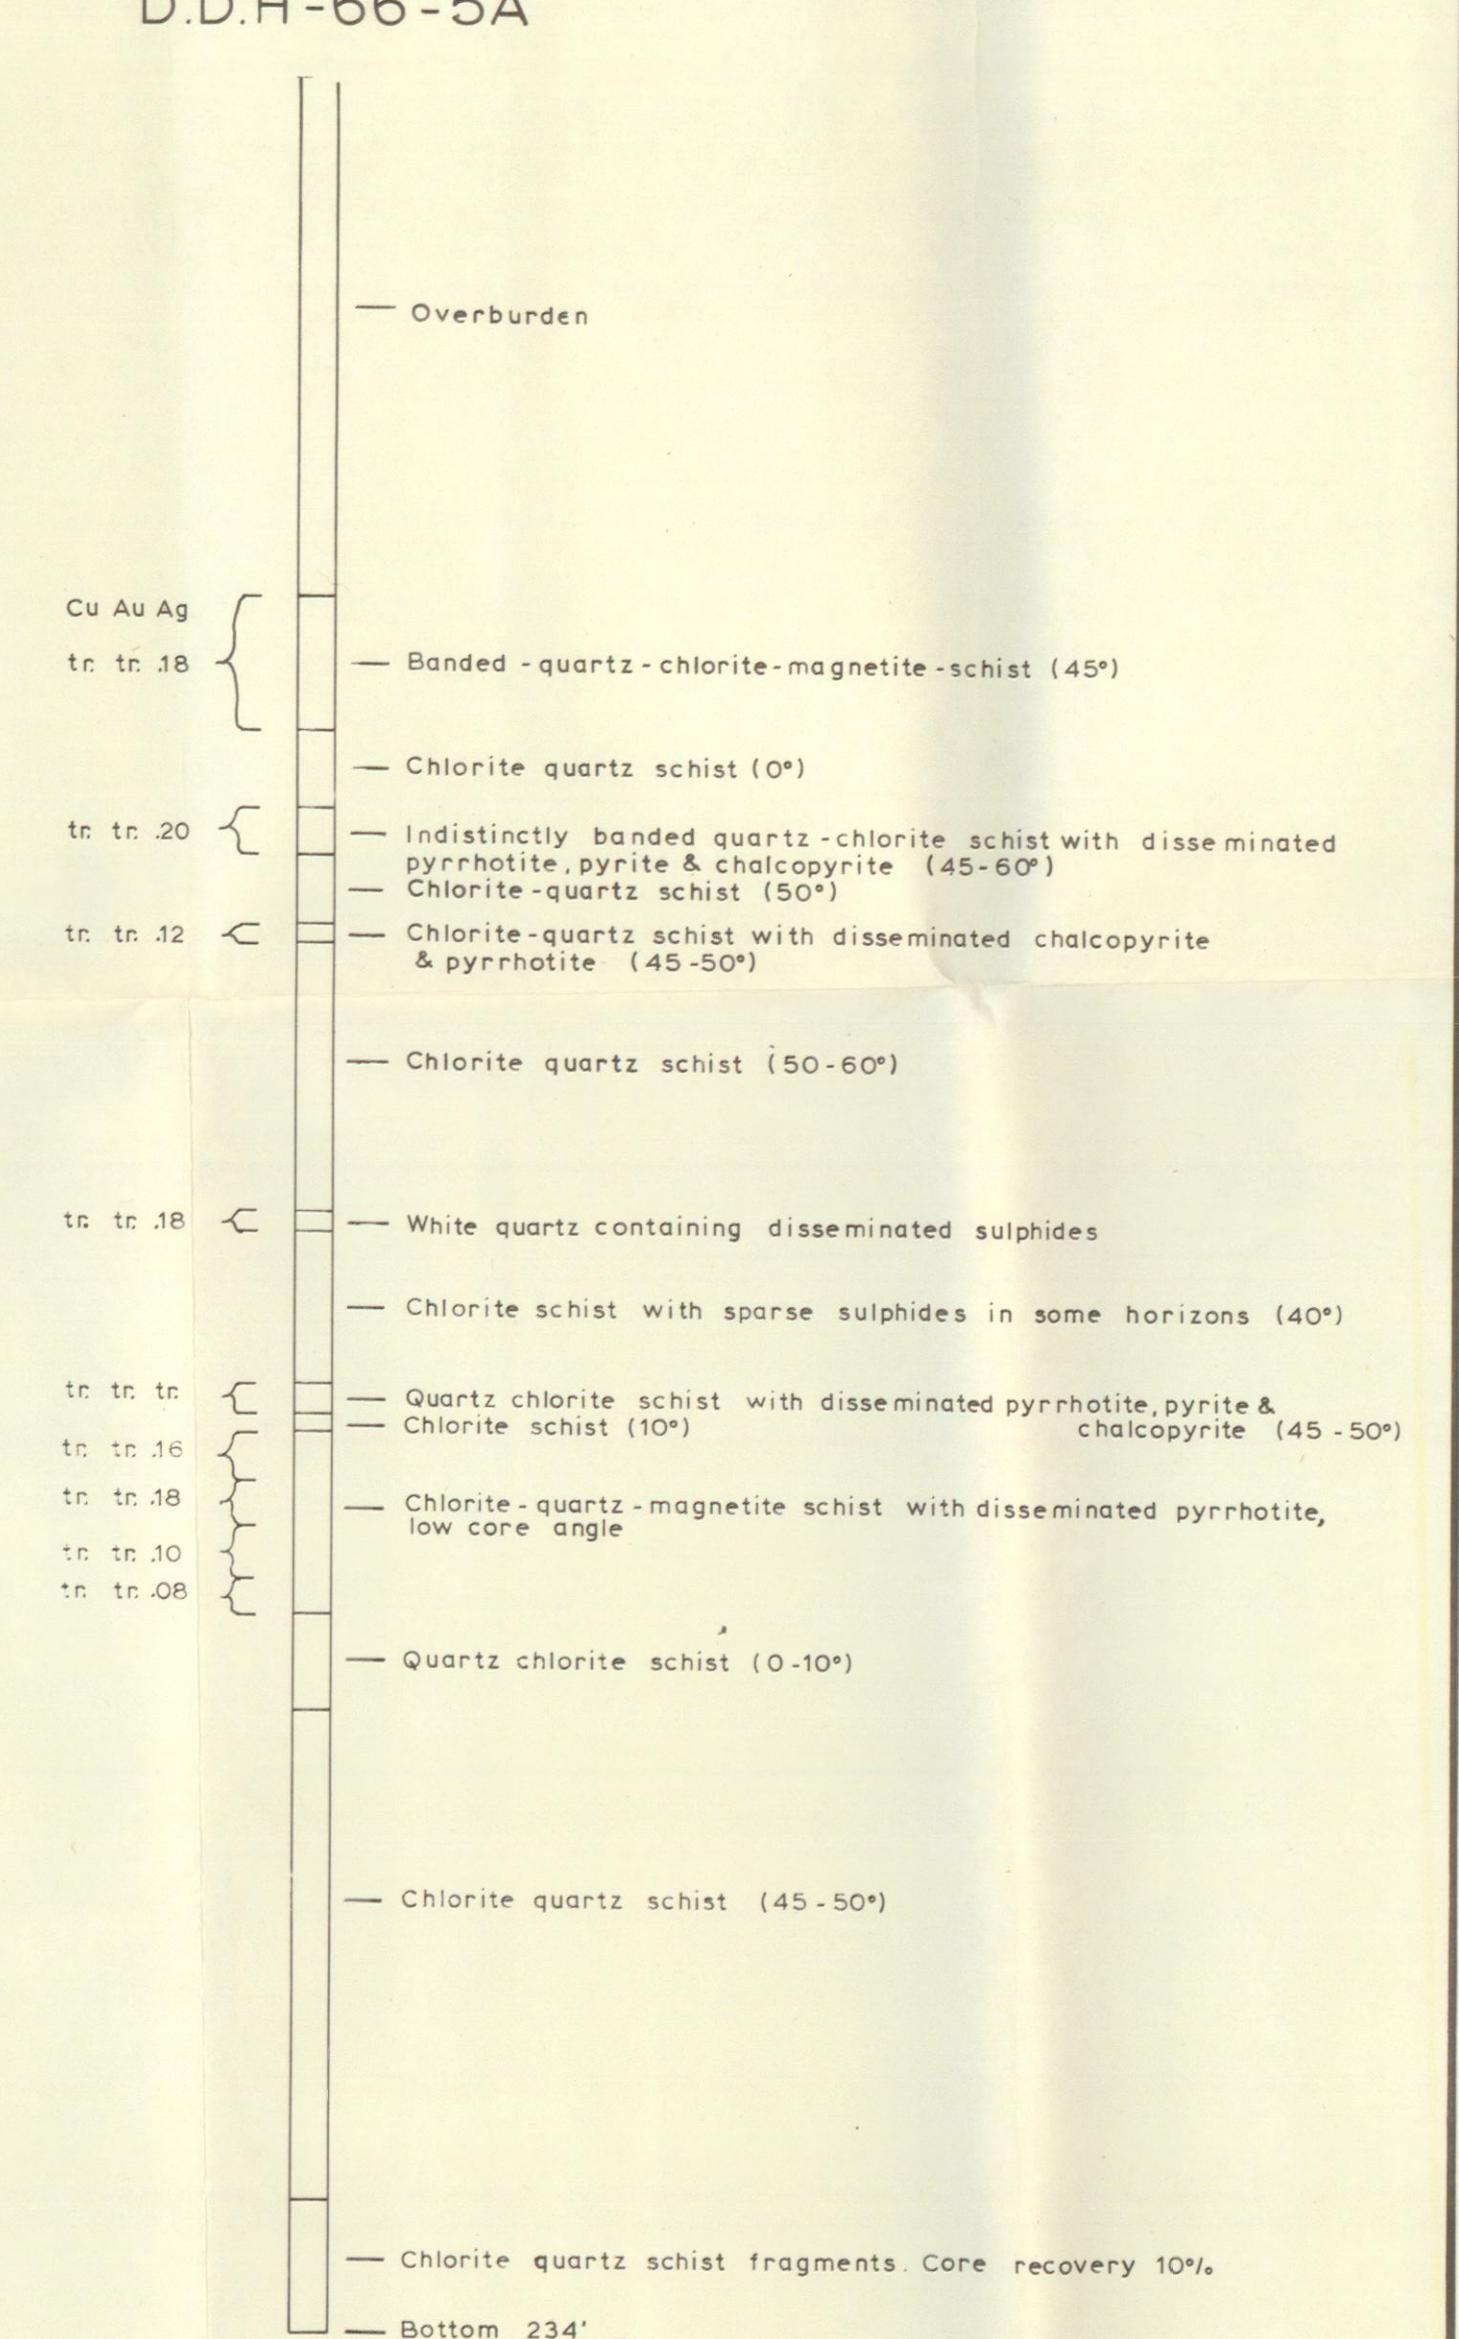 D.D.H-66-5A
Overburden
Cu Au Ag
tr. tr. .18
Banded-quartz-chlorite-magnetite-schist (45°)
Chlorite quartz schist (0°)
tr. tr. .20
Indistinctly banded quartz-chlorite schist with disseminated
pyrrhotite, pyrite & chalcopyrite (45-60°)
Chlorite-quartz schist (50°)
tr. tr. .12
Chlorite-quartz schist with disseminated chalcopyrite
& pyrrhotite (45-50°)
Chlorite quartz schist (50-60°)
tr. tr. .18
White quartz containing disseminated sulphides
Chlorite schist with sparse sulphides in some horizons (40°)
tr. tr. tr.
Quartz chlorite schist with disseminated pyrrhotite, pyrite &
chalcopyrite (45-50°)
Chlorite schist (10°)
tr. tr. .16
tr. tr. .18
Chlorite-quartz-magnetite schist with disseminated pyrrhotite,
low core angle
tr. tr. .10
tr. tr. .08
Quartz chlorite schist (0-10°)
Chlorite quartz schist (45-50°)
Chlorite quartz schist fragments. Core recovery 10%
Bottom 234'